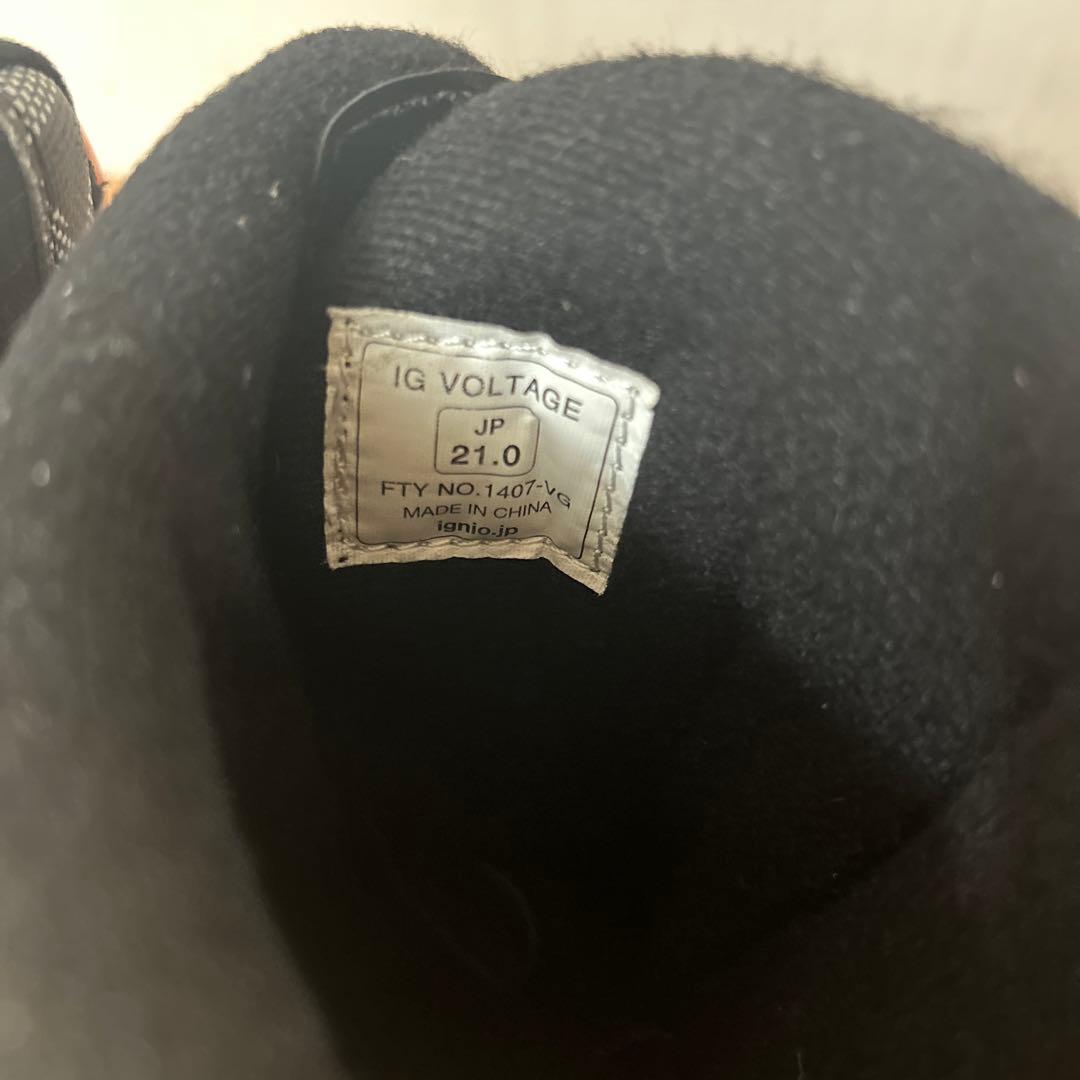 IG VOLTAGE
JP
21.0
FTY NO.1407-VG
MADE IN CHINA
ignio.jp